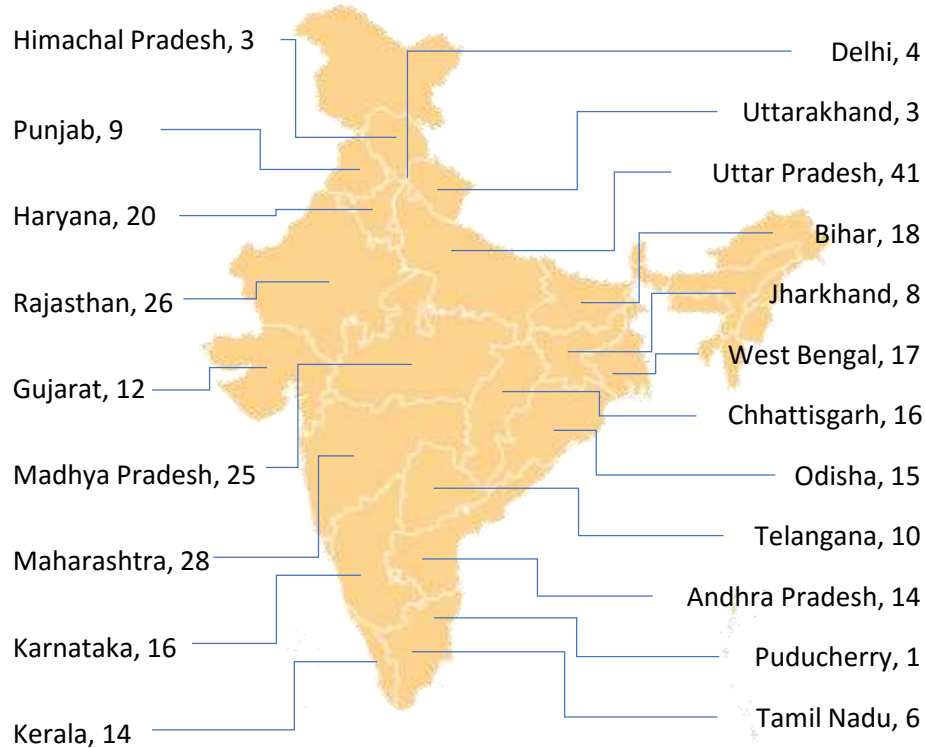 Himachal Pradesh, 3
Punjab, 9
Haryana, 20
Rajasthan, 26
Gujarat, 12
Madhya Pradesh, 25
Maharashtra, 28
Karnataka, 16
Kerala, 14
Delhi, 4
Uttarakhand, 3
Uttar Pradesh, 41
Bihar, 18
Jharkhand, 8
West Bengal, 17
Chhattisgarh, 16
Odisha, 15
Telangana, 10
Andhra Pradesh, 14
Puducherry, 1
Tamil Nadu, 6